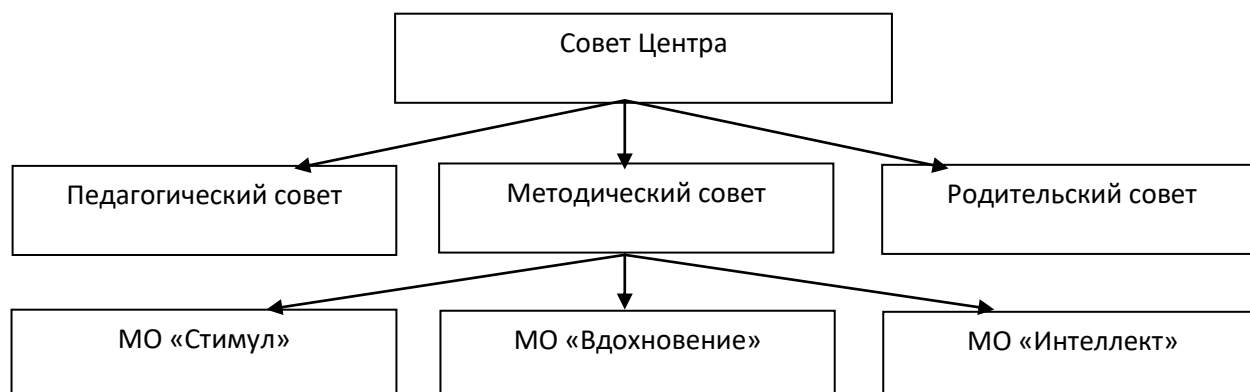 Совет Центра
Педагогический совет
Методический совет
Родительский совет
МО «Стимул»
МО «Вдохновение»
МО «Интеллект»